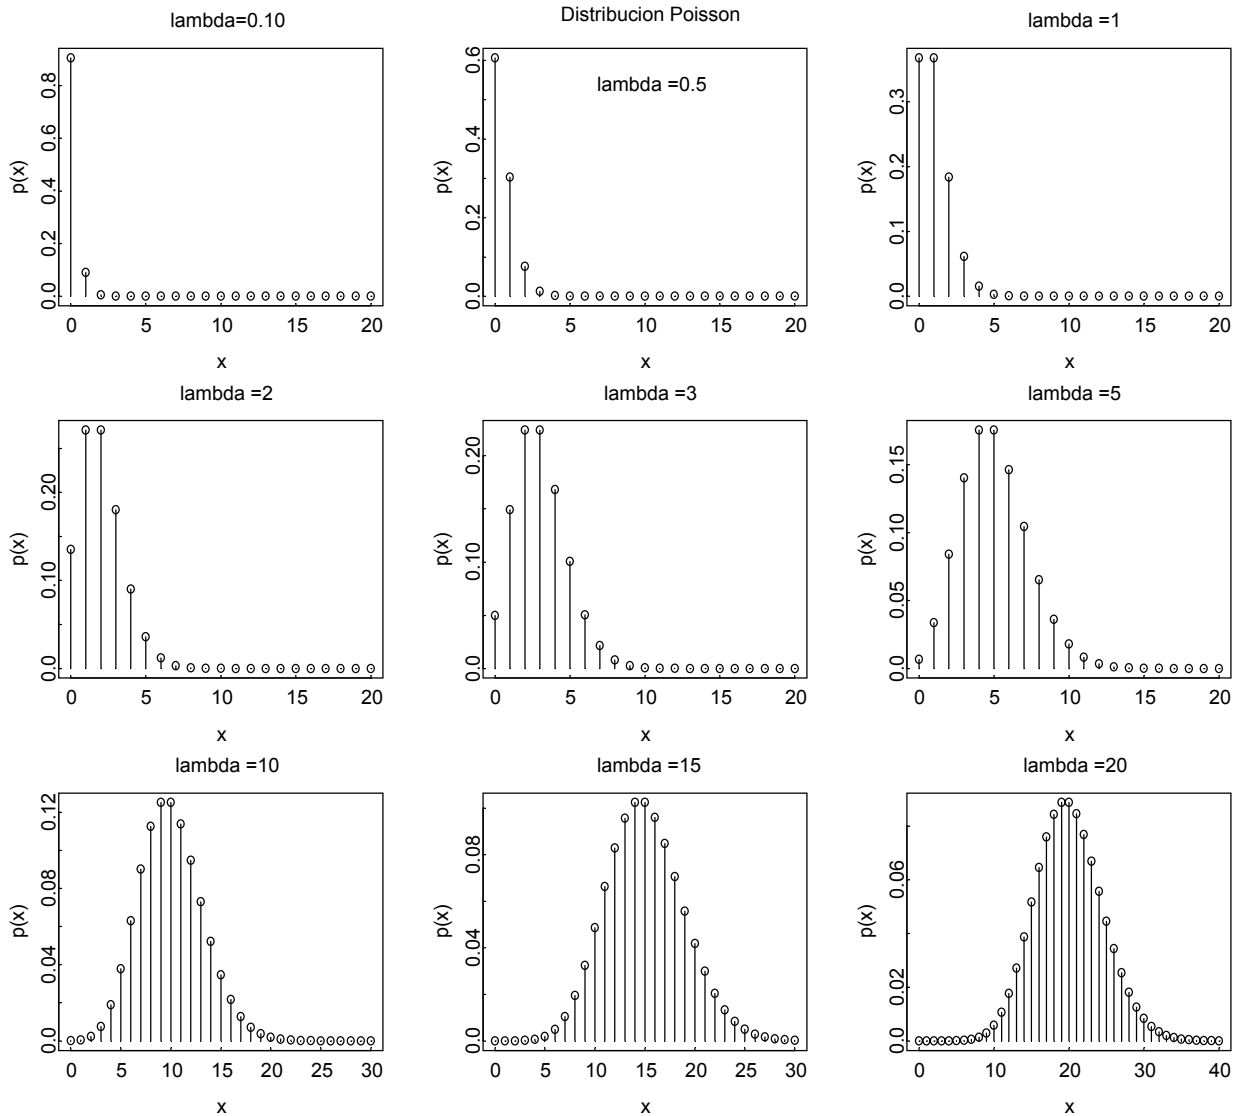 lambda=0.10
Distribucion Poisson
lambda =1
p(x)
0.0 0.2 0.4 0.6 0.8
0 5 10 15 20
x
lambda =0.5
p(x)
0.0 0.2 0.4 0.6
0 5 10 15 20
x
p(x)
0.0 0.1 0.2 0.3
0 5 10 15 20
x
lambda =2
p(x)
0.0 0.10 0.20
0 5 10 15 20
x
lambda =3
p(x)
0.0 0.10 0.20
0 5 10 15 20
x
lambda =5
p(x)
0.0 0.05 0.10 0.15
0 5 10 15 20
x
lambda =10
p(x)
0.0 0.04 0.08 0.12
0 5 10 15 20 25 30
x
lambda =15
p(x)
0.0 0.04 0.08
0 5 10 15 20 25 30
x
lambda =20
p(x)
0.0 0.02 0.06
0 10 20 30 40
x